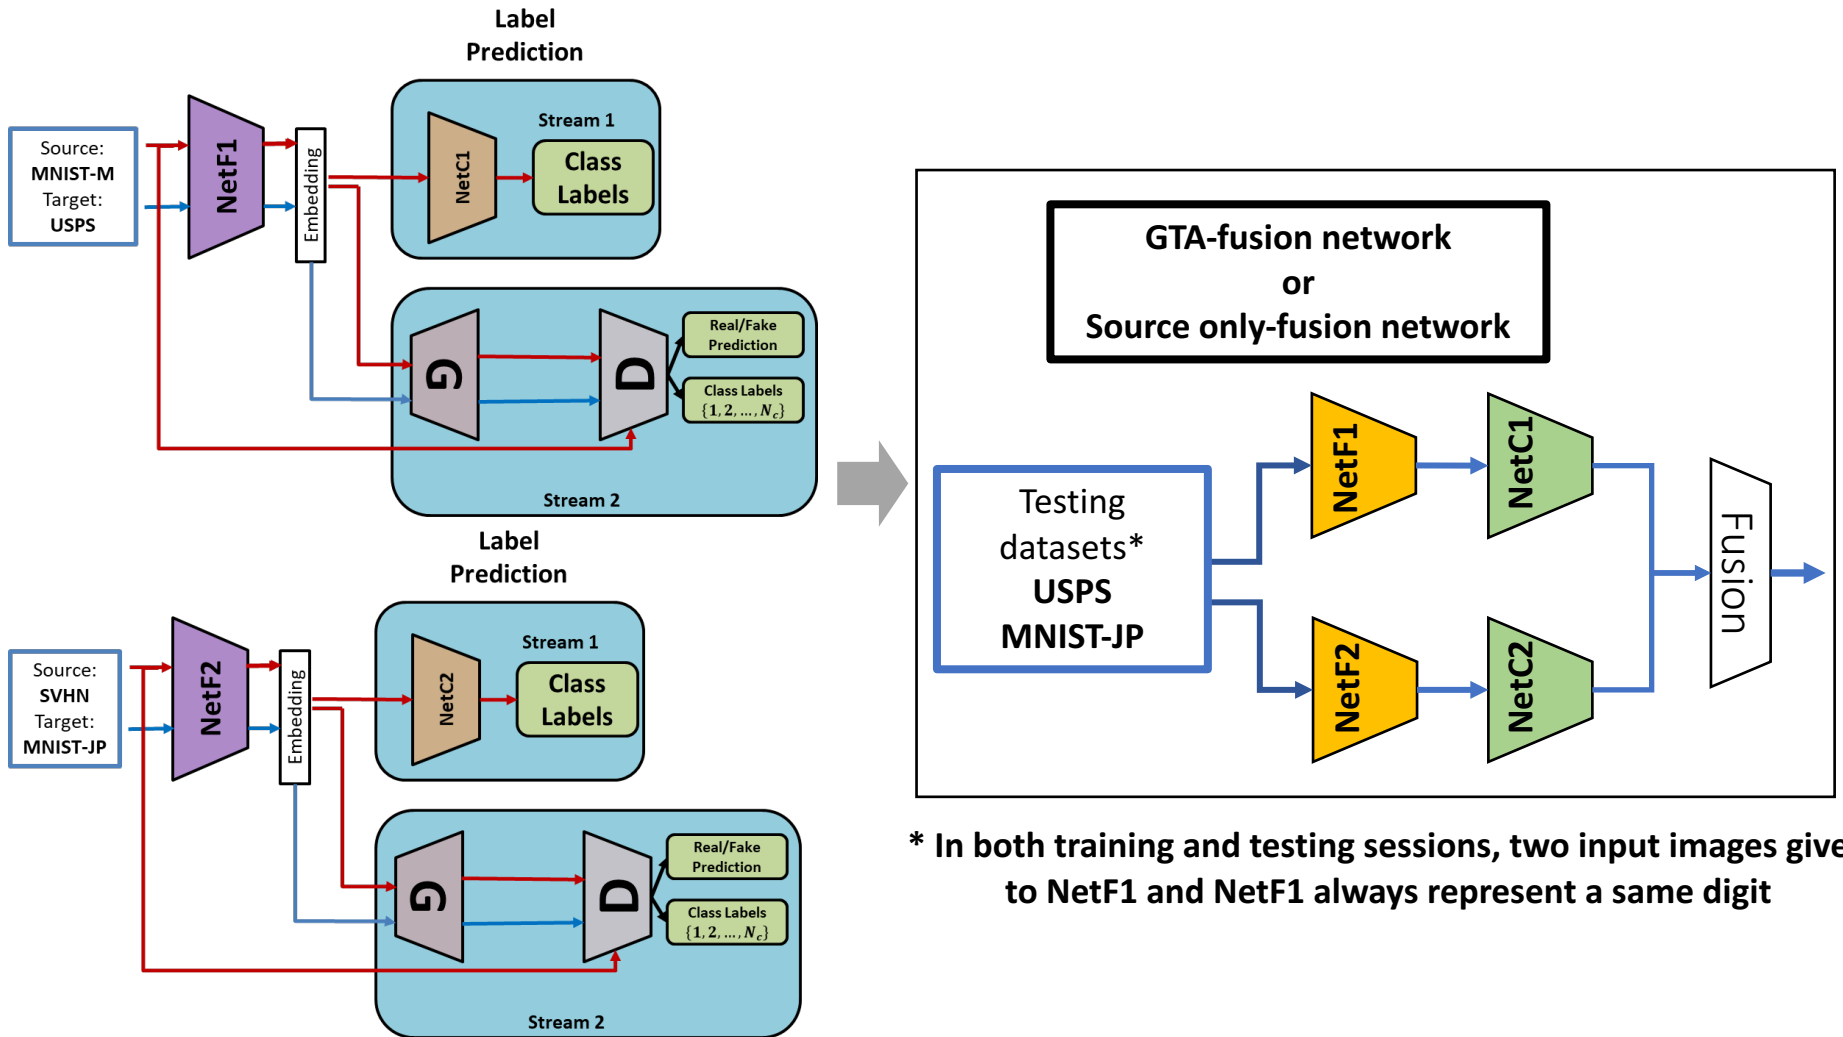 Label
Prediction
Source:
MNIST-M
Target:
USPS
NetF1
Embedding
Stream 1
NetC1
Class
Labels
G
D
Real/Fake
Prediction
Class Labels
{1, 2, ..., N_c}
Stream 2
Label
Prediction
Source:
SVHN
Target:
MNIST-JP
NetF2
Embedding
Stream 1
NetC2
Class
Labels
G
D
Real/Fake
Prediction
Class Labels
{1, 2, ..., N_c}
Stream 2
GTA-fusion network
or
Source only-fusion network
Testing
datasets*
USPS
MNIST-JP
NetF1
NetC1
NetF2
NetC2
Fusion
* In both training and testing sessions, two input images give
to NetF1 and NetF1 always represent a same digit